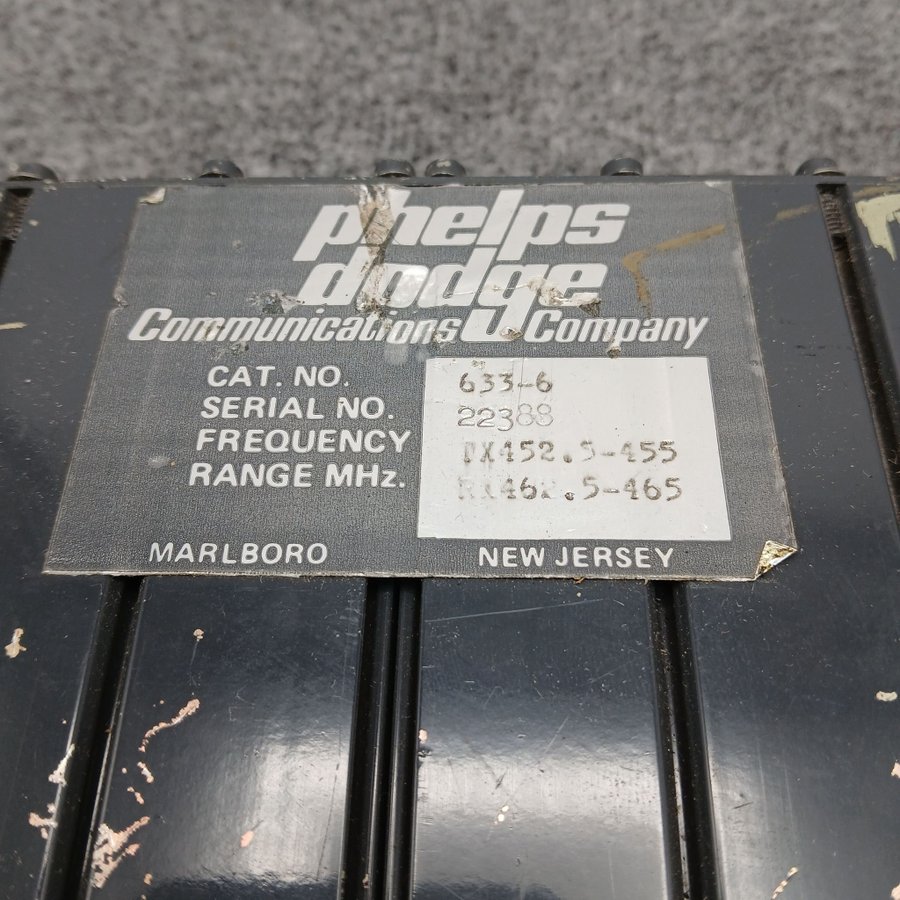 phelps
dodge
Communications Company
CAT. NO. 633-6
SERIAL NO. 22388
FREQUENCY TX452.5-455
RANGE MHz. RX462.5-465
MARLBORO NEW JERSEY